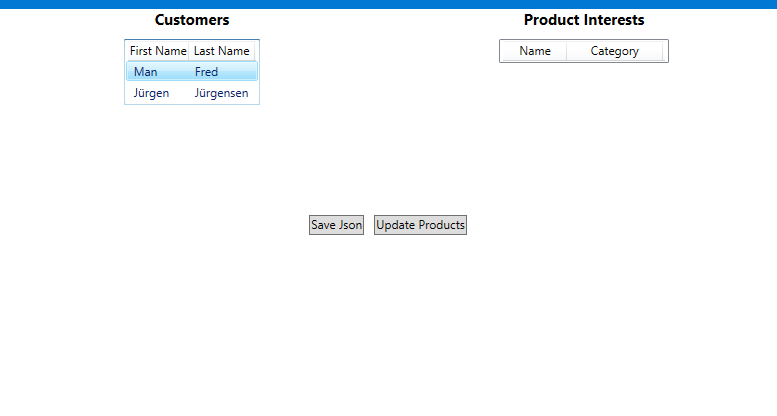 Customers
Product Interests
First Name Last Name
Name Category
Man Fred
Jürgen Jürgensen
Save Json Update Products